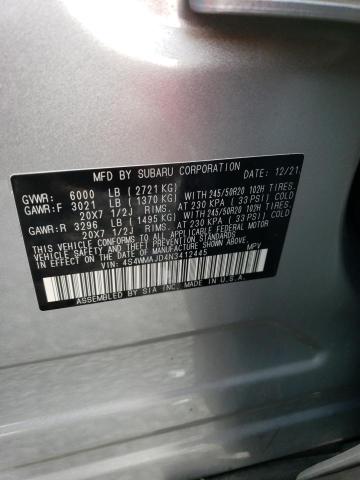 MFD BY SUBARU CORPORATION DATE: 12/21
GVWR: 6000 LB (2721 KG)
GAWR:F 3021 LB (1370 KG) WITH 245/50R20 102H TIRES.
20X7 1/2J RIMS. AT 230 KPA (33 PSI) COLD
GAWR:R 3296 LB (1495 KG) WITH 245/50R20 102H TIRES.
20X7 1/2J RIMS. AT 230 KPA (33 PSI) COLD
THIS VEHICLE CONFORMS TO ALL APPLICABLE FEDERAL MOTOR
VEHICLE SAFETY STANDARDS IN EFFECT ON THE DATE OF
MANUFACTURE SHOWN ABOVE.
VIN: 4S4WMAJD4N3412445 MPV
ASSEMBLED BY SIA INC. MADE IN U.S.A.